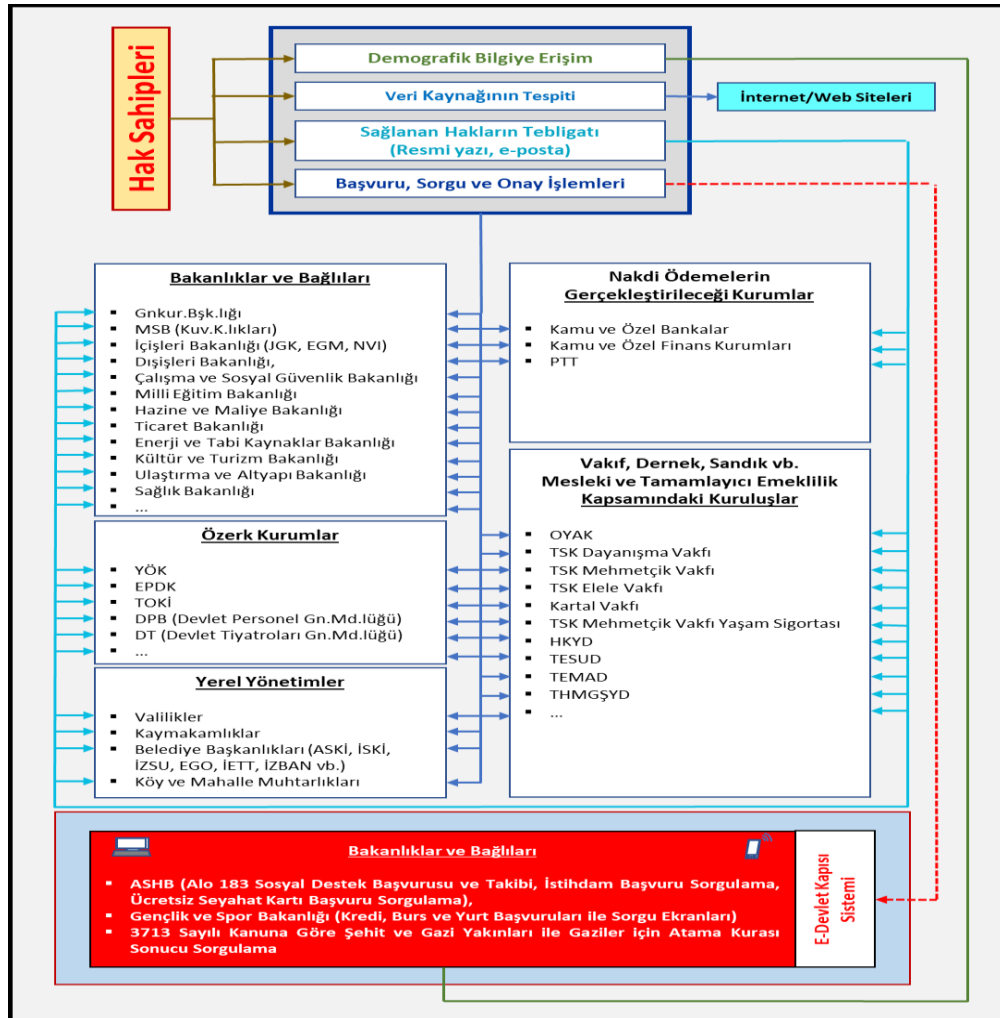 Hak Sahipleri
Demografik Bilgiye Erişim
Veri Kaynağının Tespiti
İnternet/Web Siteleri
Sağlanan Hakların Tebligatı
(Resmi yazı, e-posta)
Başvuru, Sorgu ve Onay İşlemleri
Bakanlıklar ve Bağlıları
▪ Gnkur.Bşk.lığı
▪ MSB (Kuv.K.lıkları)
▪ İçişleri Bakanlığı (JGK, EGM, NVI)
▪ Dışişleri Bakanlığı,
▪ Çalışma ve Sosyal Güvenlik Bakanlığı
▪ Milli Eğitim Bakanlığı
▪ Hazine ve Maliye Bakanlığı
▪ Ticaret Bakanlığı
▪ Enerji ve Tabi Kaynaklar Bakanlığı
▪ Kültür ve Turizm Bakanlığı
▪ Ulaştırma ve Altyapı Bakanlığı
▪ Sağlık Bakanlığı
▪ ...
Özerk Kurumlar
▪ YÖK
▪ EPDK
▪ TOKİ
▪ DPB (Devlet Personel Gn.Md.lüğü)
▪ DT (Devlet Tiyatroları Gn.Md.lüğü)
▪ ...
Yerel Yönetimler
▪ Valilikler
▪ Kaymakamlıklar
▪ Belediye Başkanlıkları (ASKİ, İSKİ,
İZSU, EGO, İETT, İZBAN vb.)
▪ Köy ve Mahalle Muhtarlıkları
Nakdi Ödemelerin
Gerçekleştirileceği Kurumlar
▪ Kamu ve Özel Bankalar
▪ Kamu ve Özel Finans Kurumları
▪ PTT
Vakıf, Dernek, Sandık vb.
Mesleki ve Tamamlayıcı Emeklilik
Kapsamındaki Kuruluşlar
▪ OYAK
▪ TSK Dayanışma Vakfı
▪ TSK Mehmetçik Vakfı
▪ TSK Elele Vakfı
▪ Kartal Vakfı
▪ TSK Mehmetçik Vakfı Yaşam Sigortası
▪ HKYD
▪ TESUD
▪ TEMAD
▪ THMGŞYD
▪ ...
Bakanlıklar ve Bağlıları
▪ ASHB (Alo 183 Sosyal Destek Başvurusu ve Takibi, İstihdam Başvuru Sorgulama,
Ücretsiz Seyahat Kartı Başvuru Sorgulama),
▪ Gençlik ve Spor Bakanlığı (Kredi, Burs ve Yurt Başvuruları ile Sorgu Ekranları)
▪ 3713 Sayılı Kanuna Göre Şehit ve Gazi Yakınları ile Gaziler için Atama Kurası
Sonucu Sorgulama
E-Devlet Kapısı
Sistemi